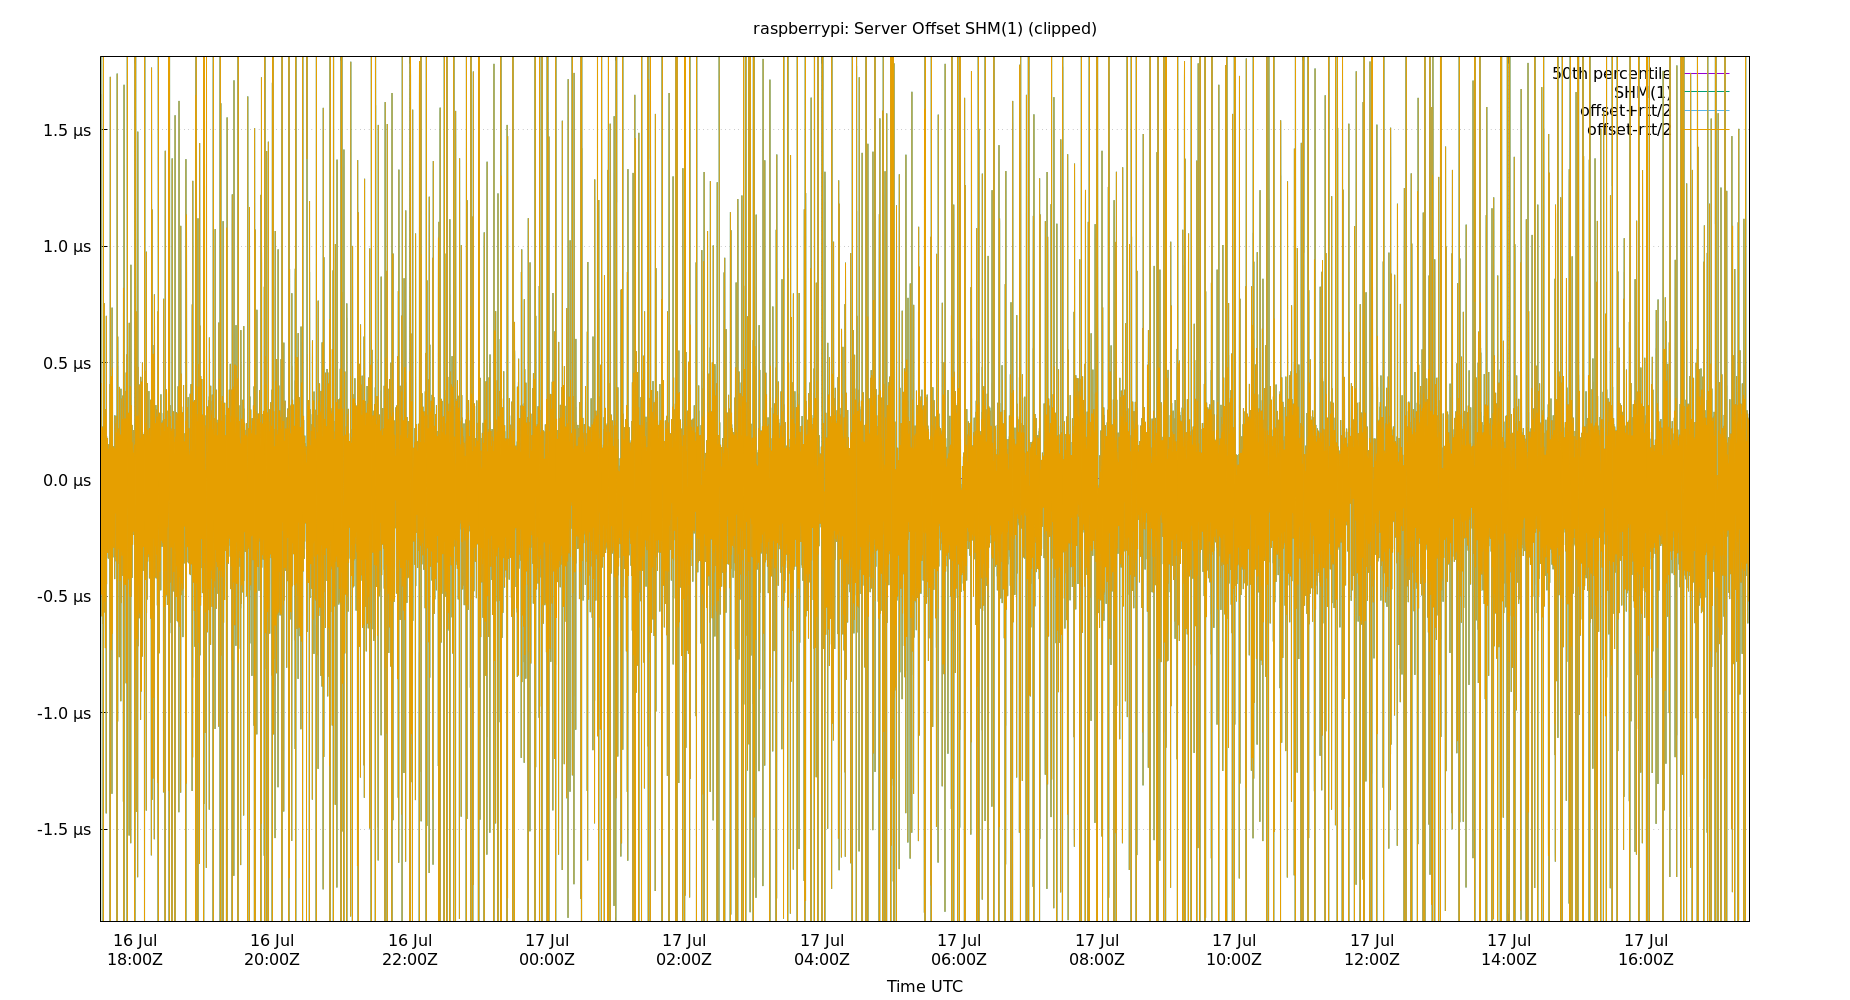 raspberrypi: Server Offset SHM(1) (clipped)
50th percentile
SHM(1)
offset+rtt/2
offset-rtt/2
1.5 µs
1.0 µs
0.5 µs
0.0 µs
-0.5 µs
-1.0 µs
-1.5 µs
16 Jul 16 Jul 16 Jul 17 Jul 17 Jul 17 Jul 17 Jul 17 Jul 17 Jul 17 Jul 17 Jul 17 Jul
18:00Z 20:00Z 22:00Z 00:00Z 02:00Z 04:00Z 06:00Z 08:00Z 10:00Z 12:00Z 14:00Z 16:00Z
Time UTC